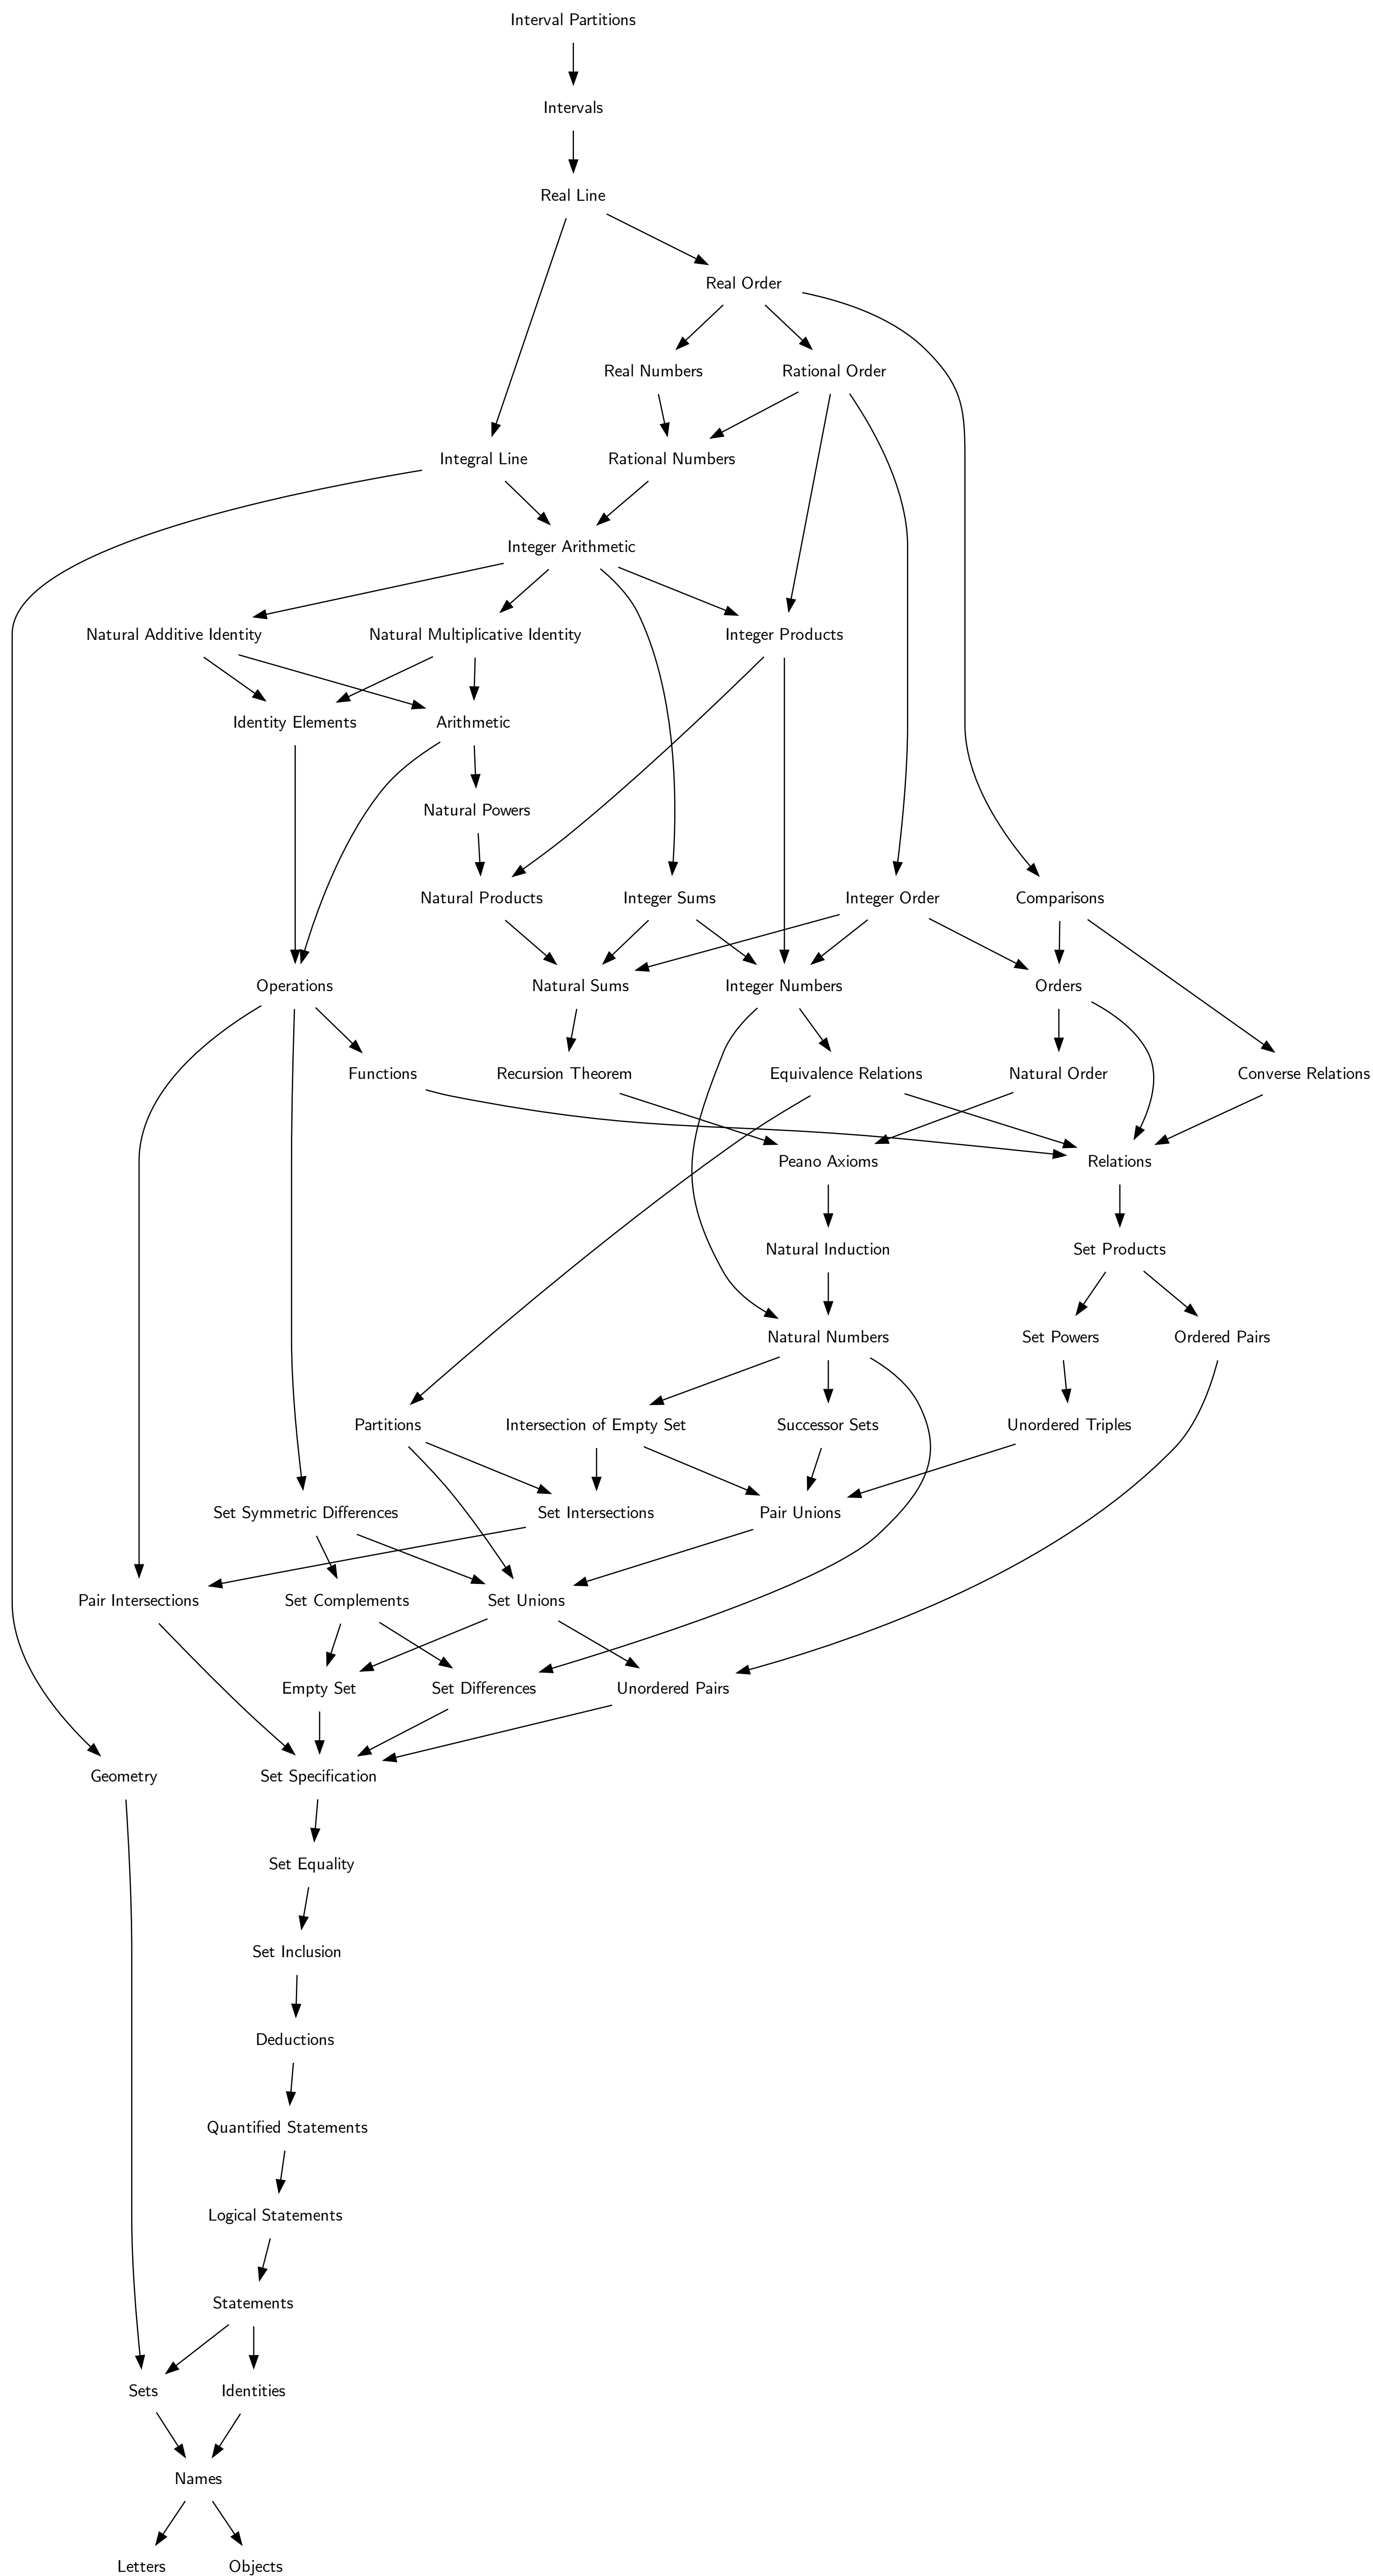 Interval Partitions
Intervals
Real Line
Real Order
Real Numbers
Rational Order
Integral Line
Rational Numbers
Integer Arithmetic
Natural Additive Identity
Natural Multiplicative Identity
Integer Products
Identity Elements
Arithmetic
Natural Powers
Natural Products
Integer Sums
Integer Order
Comparisons
Operations
Natural Sums
Integer Numbers
Orders
Functions
Recursion Theorem
Equivalence Relations
Natural Order
Converse Relations
Peano Axioms
Relations
Natural Induction
Set Products
Natural Numbers
Set Powers
Ordered Pairs
Partitions
Intersection of Empty Set
Successor Sets
Unordered Triples
Set Symmetric Differences
Set Intersections
Pair Unions
Pair Intersections
Set Complements
Set Unions
Empty Set
Set Differences
Unordered Pairs
Geometry
Set Specification
Set Equality
Set Inclusion
Deductions
Quantified Statements
Logical Statements
Statements
Sets
Identities
Names
Letters
Objects